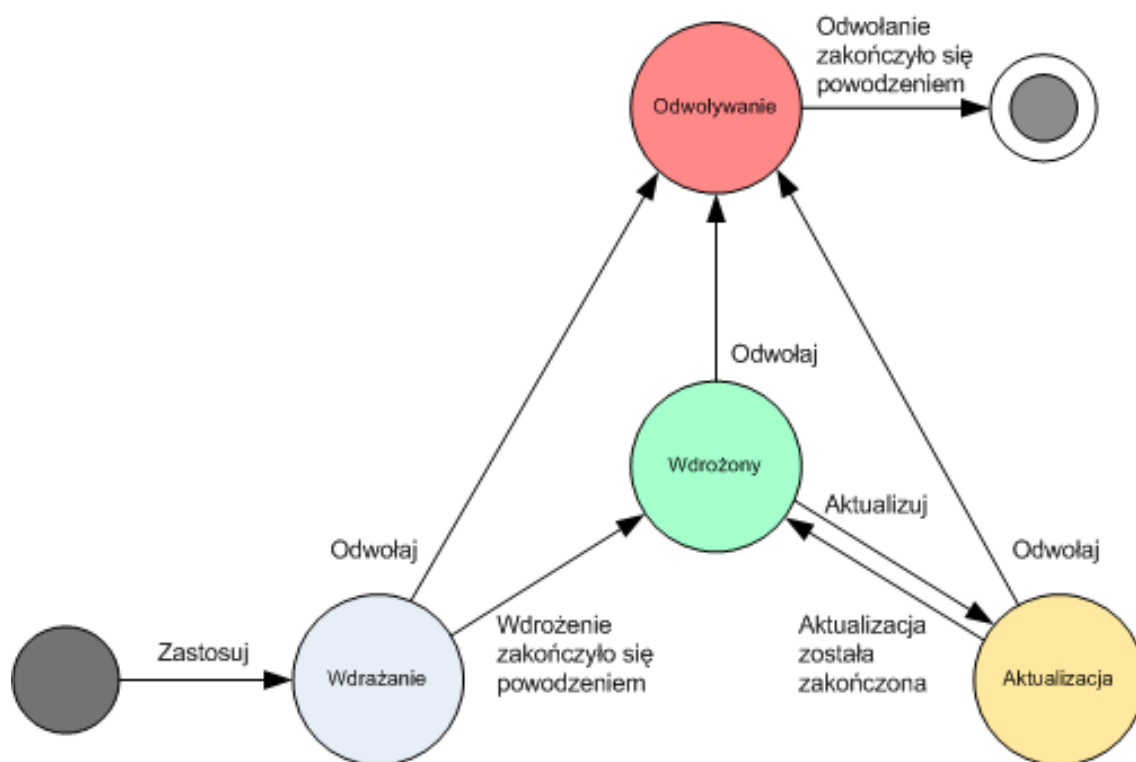 Odwołanie
zakończyło się
powodzeniem
Odwoływanie
Odwołaj
Wdrożony
Aktualizuj
Odwołaj
Odwołaj
Zastosuj
Wdrażanie
Wdrożenie
zakończyło się
powodzeniem
Aktualizacja
została
zakończona
Aktualizacja